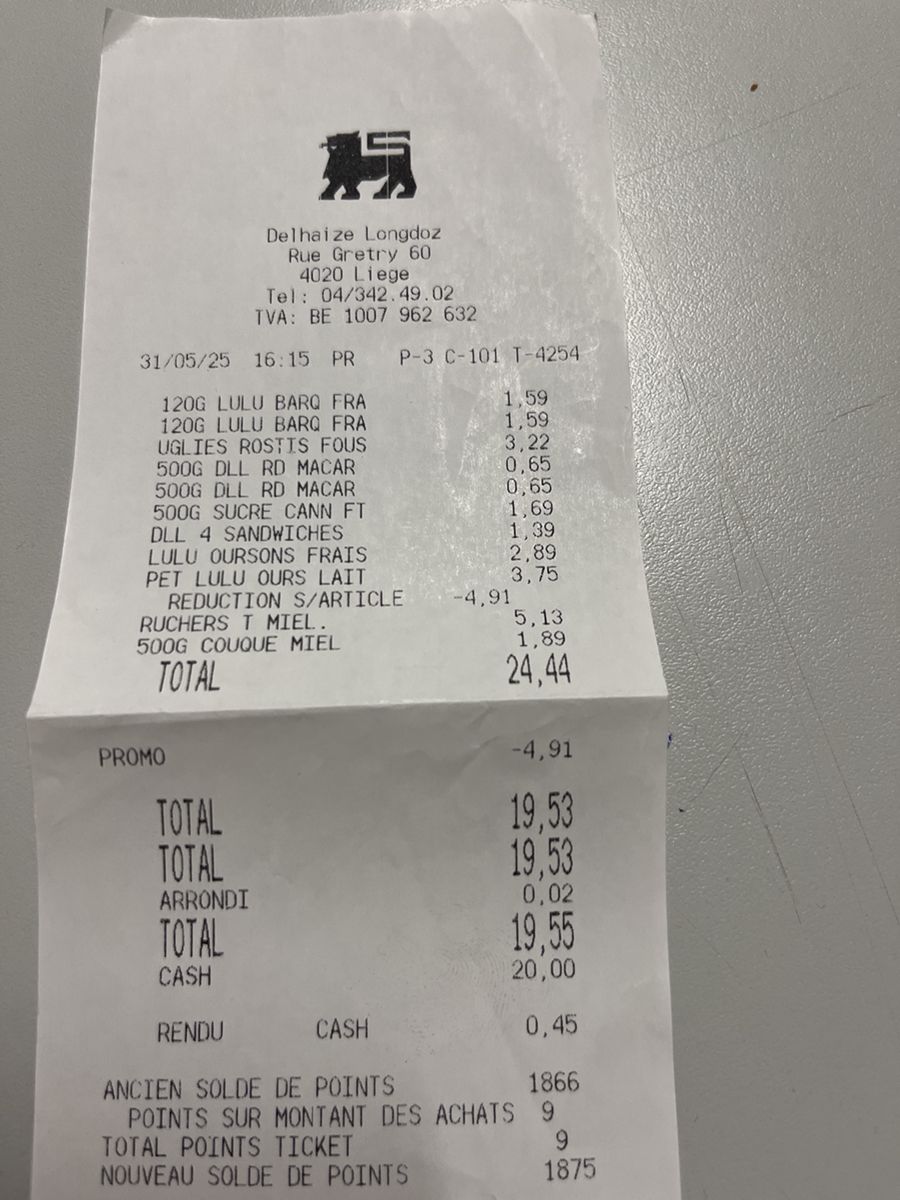 Delhaize Longdoz
Rue Gretry 60
4020 Liege
Tel: 04/342.49.02
TVA: BE 1007 962 632
31/05/25 16:15 PR P-3 C-101 T-4254
120G LULU BARQ FRA 1,59
120G LULU BARQ FRA 1,59
UGLIES ROSTIS FOUS 3,22
500G DLL RD MACAR 0,65
500G DLL RD MACAR 0,65
500G SUCRE CANN FT 1,69
DLL 4 SANDWICHES 1,39
LULU OURSONS FRAIS 2,89
PET LULU OURS LAIT 3,75
REDUCTION S/ARTICLE -4,91
RUCHERS T MIEL. 5,13
500G COUQUE MIEL 1,89
TOTAL 24,44
PROMO -4,91
TOTAL 19,53
TOTAL 19,53
ARRONDI 0,02
TOTAL 19,55
CASH 20,00
RENDU CASH 0,45
ANCIEN SOLDE DE POINTS 1866
POINTS SUR MONTANT DES ACHATS 9
TOTAL POINTS TICKET 9
NOUVEAU SOLDE DE POINTS 1875